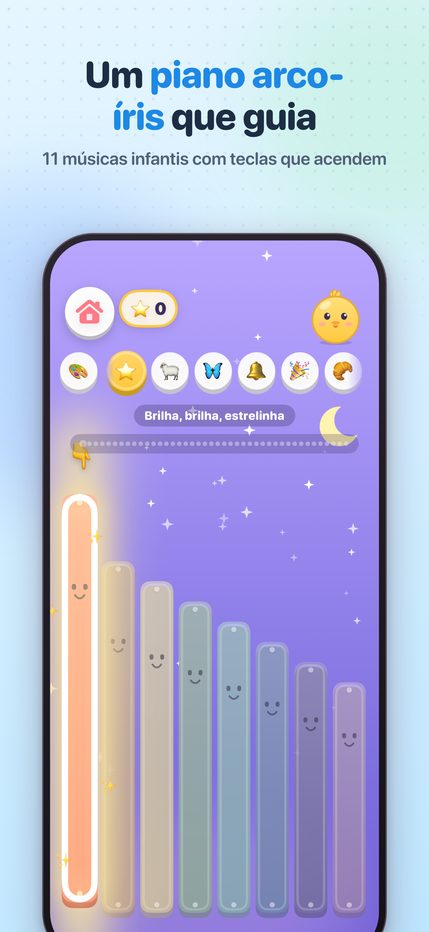 Um piano arco-
íris que guia
11 músicas infantis com teclas que acendem
0
Brilha, brilha, estrelinha